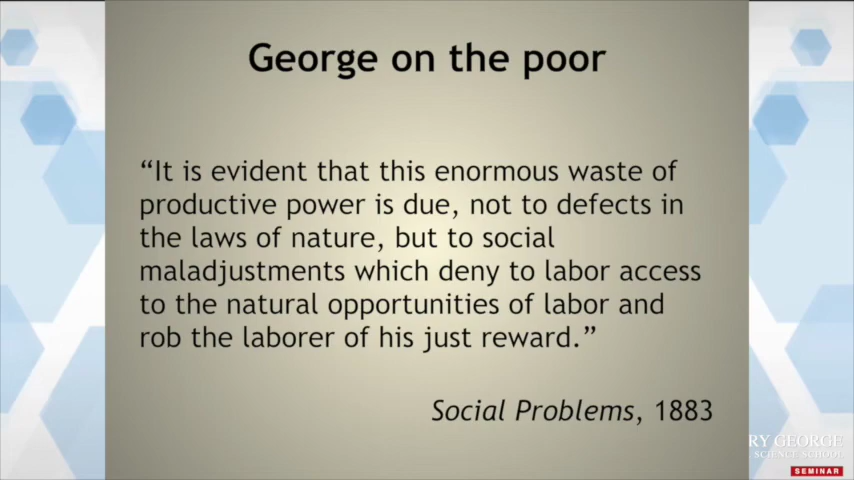 George on the poor
“It is evident that this enormous waste of
productive power is due, not to defects in
the laws of nature, but to social
maladjustments which deny to labor access
to the natural opportunities of labor and
rob the laborer of his just reward.”
Social Problems, 1883
RY GEORGE
SCIENCE SCHOOL
SEMINAR